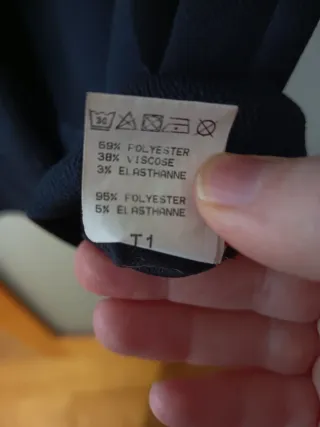 59% POLYESTER
38% VISCOSE
3% ELASTHANNE
95% POLYESTER
5% ELASTHANNE
T1